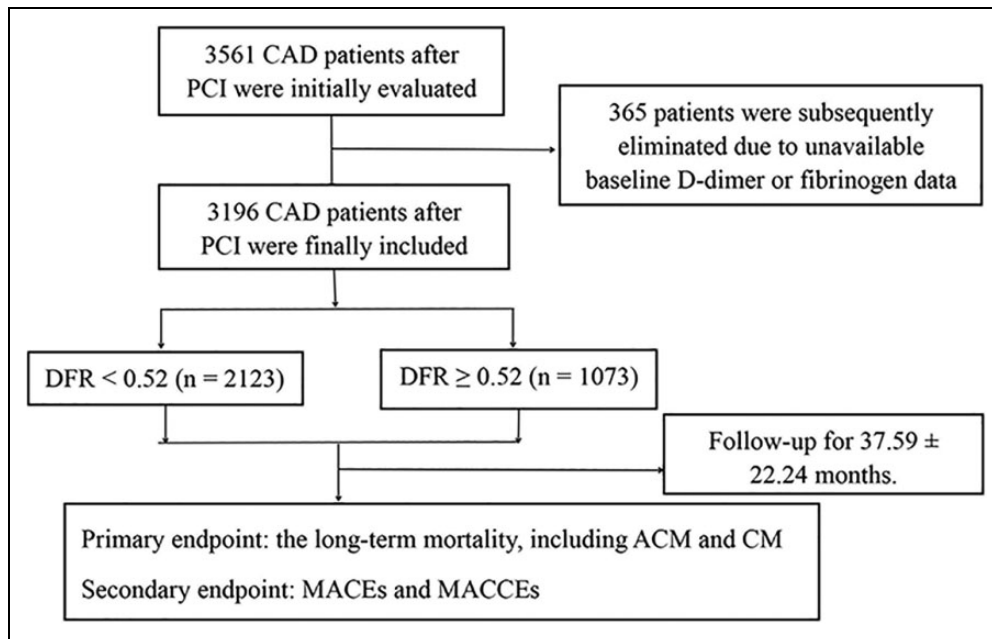 3561 CAD patients after
PCI were initially evaluated
365 patients were subsequently
eliminated due to unavailable
baseline D-dimer or fibrinogen data
3196 CAD patients after
PCI were finally included
DFR < 0.52 (n = 2123)
DFR ≥ 0.52 (n = 1073)
Follow-up for 37.59 ±
22.24 months.
Primary endpoint: the long-term mortality, including ACM and CM
Secondary endpoint: MACEs and MACCEs